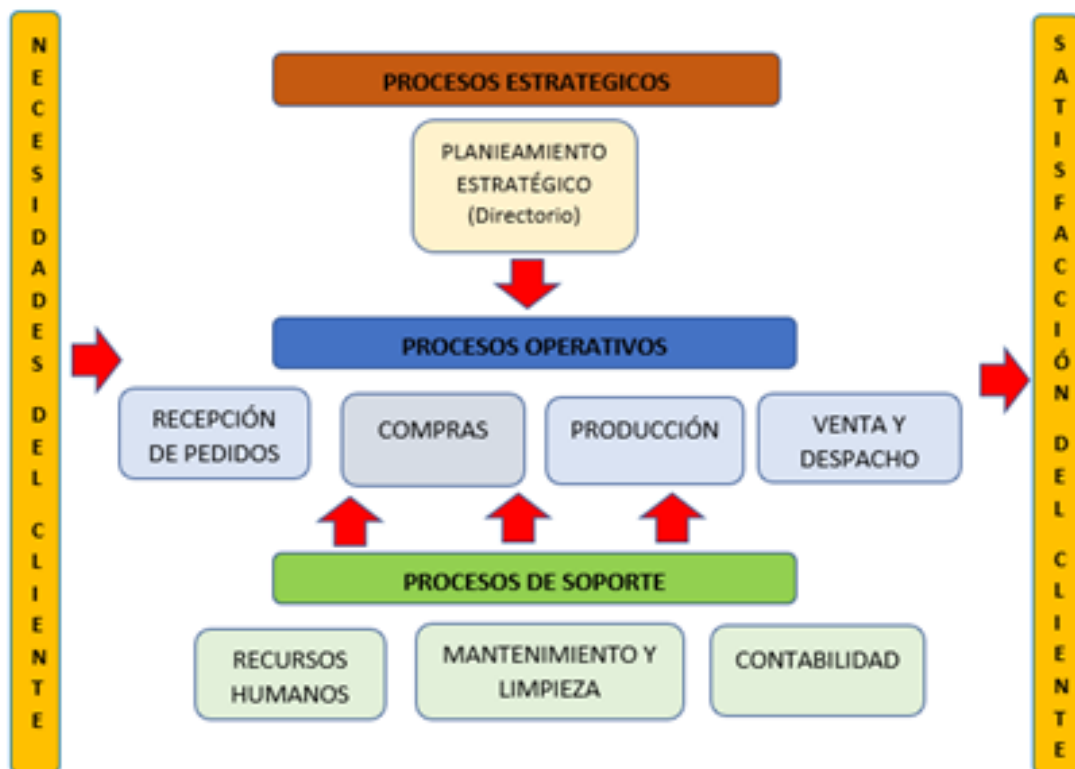 NECESIDADES DEL CLIENTE
PROCESOS ESTRATEGICOS
PLANIEAMIENTO
ESTRATÉGICO
(Directorio)
PROCESOS OPERATIVOS
RECEPCIÓN
DE PEDIDOS
COMPRAS
PRODUCCIÓN
VENTA Y
DESPACHO
PROCESOS DE SOPORTE
RECURSOS
HUMANOS
MANTENIMIENTO Y
LIMPIEZA
CONTABILIDAD
SATISFACCIÓN DEL CLIENTE